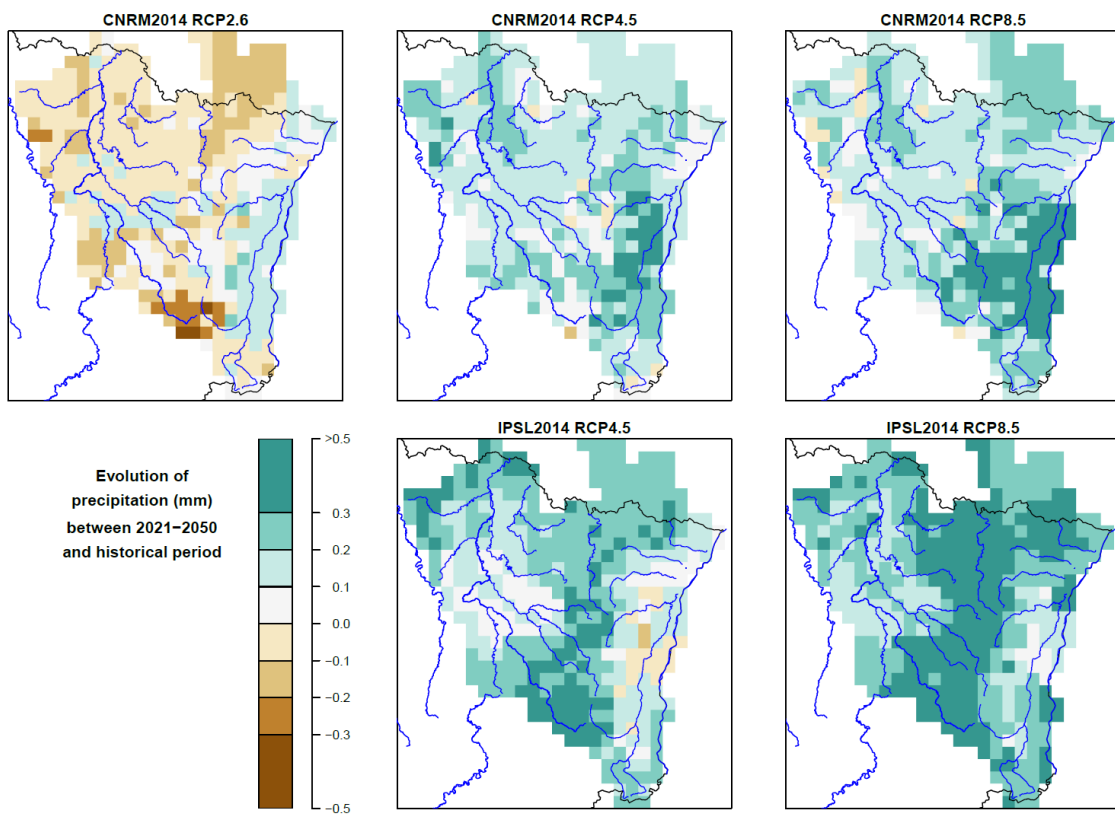 CNRM2014 RCP2.6
CNRM2014 RCP4.5
CNRM2014 RCP8.5
IPSL2014 RCP4.5
IPSL2014 RCP8.5
Evolution of
precipitation (mm)
between 2021−2050
and historical period
>0.5
0.3
0.2
0.1
0.0
−0.1
−0.2
−0.3
−0.5